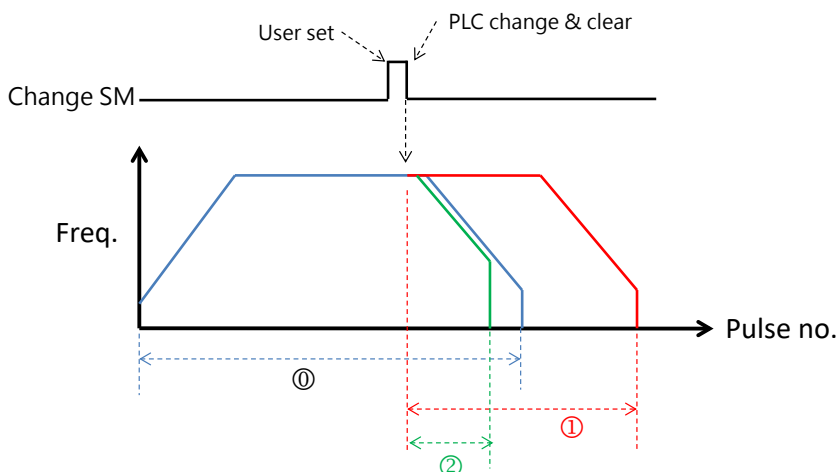 User set
PLC change & clear
Change SM
Freq.
Pulse no.
⓪
①
②